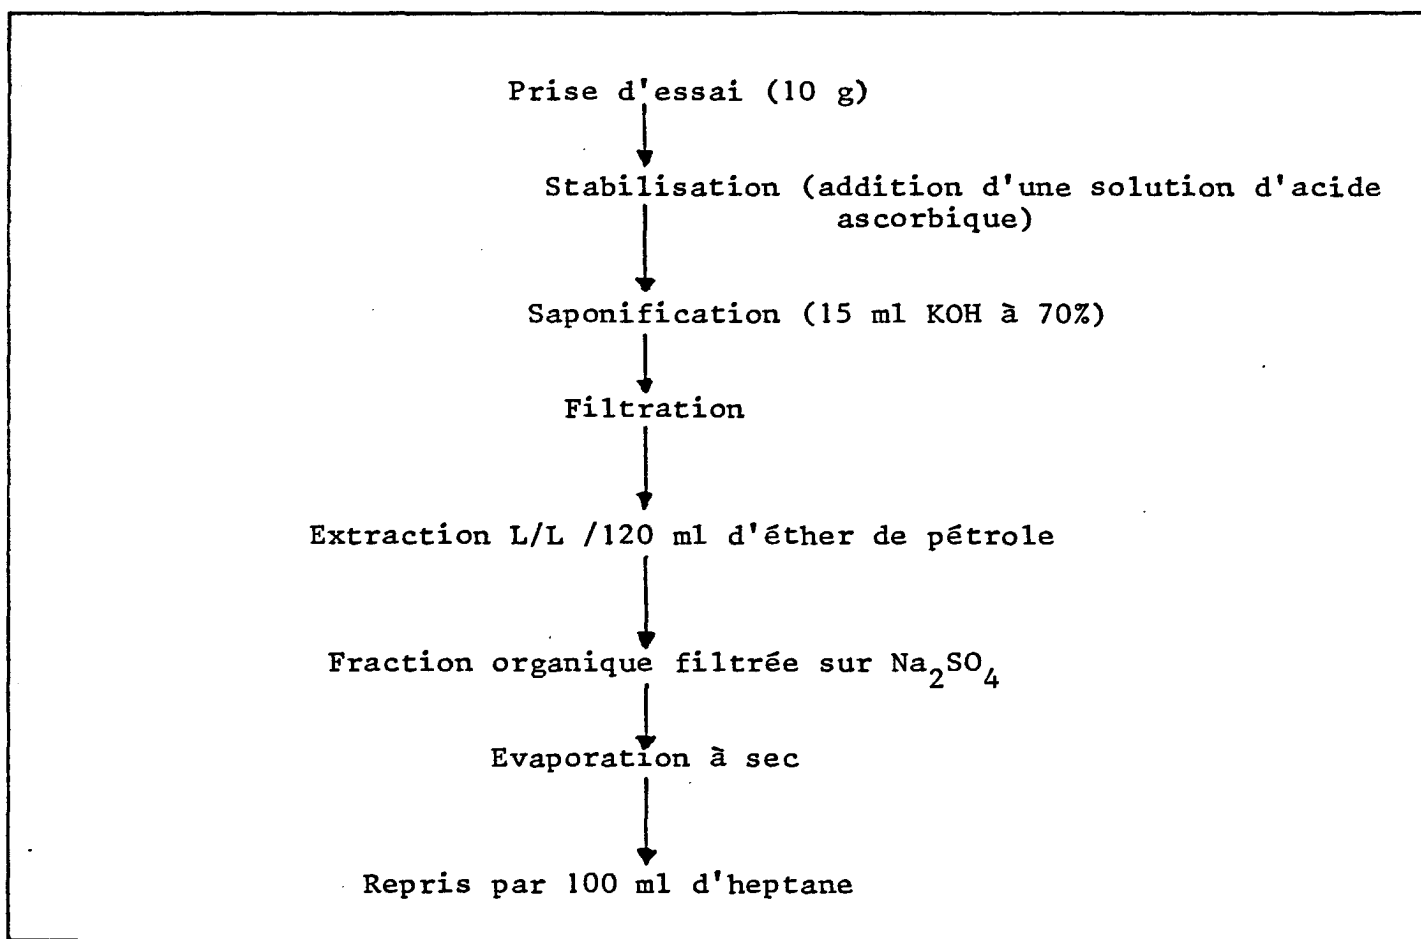 Prise d'essai (10 g)
Stabilisation (addition d'une solution d'acide
ascorbique)
Saponification (15 ml KOH à 70%)
Filtration
Extraction L/L /120 ml d'éther de pétrole
Fraction organique filtrée sur Na₂SO₄
Evaporation à sec
Repris par 100 ml d'heptane